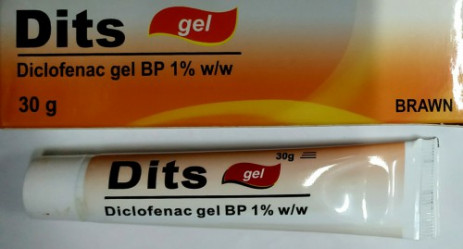 Dits gel
Diclofenac gel BP 1% w/w
30 g
BRAWN
30g
Dits gel
Diclofenac gel BP 1% w/w